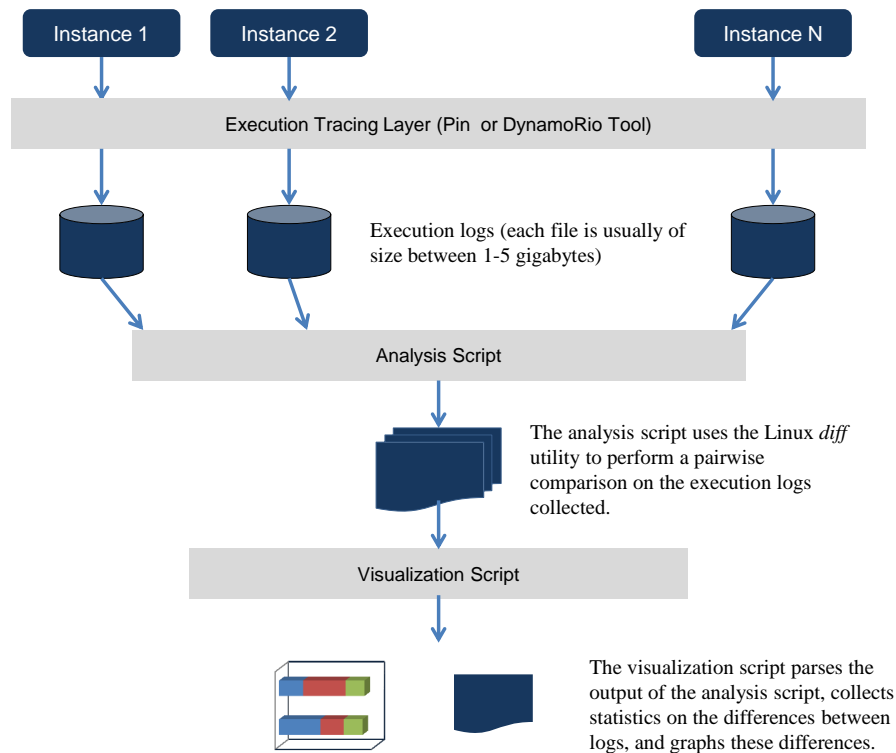 Instance 1
Instance 2
Instance N
Execution Tracing Layer (Pin or DynamoRio Tool)
Execution logs (each file is usually of
size between 1-5 gigabytes)
Analysis Script
The analysis script uses the Linux diff
utility to perform a pairwise
comparison on the execution logs
collected.
Visualization Script
The visualization script parses the
output of the analysis script, collects
statistics on the differences between
logs, and graphs these differences.